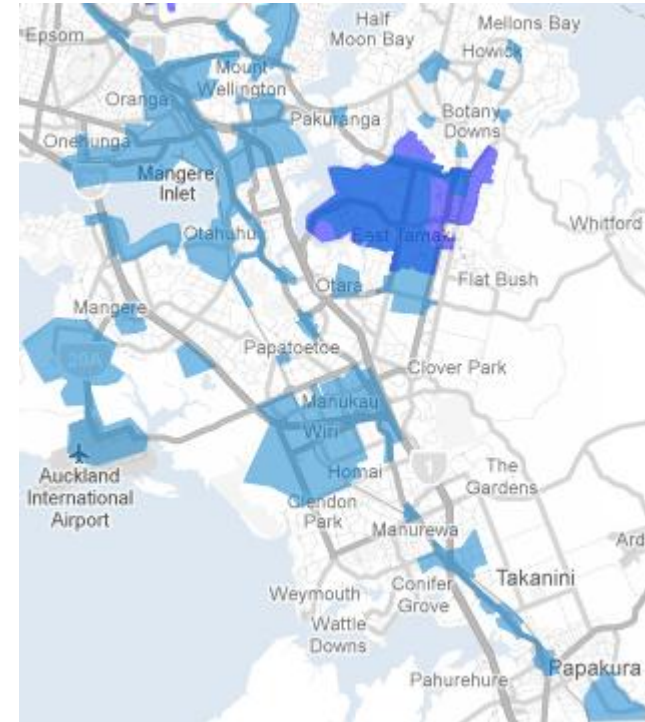 Half
Moon Bay
Mellons Bay
Epsom
Howick
Mount
Wellington
Oranga
Pakuranga
Botany
Downs
Onehunga
Mangere
Inlet
Otahuhu
East Tamaki
Whitford
Otara
Flat Bush
Mangere
Papatoetoe
20A
Clover Park
Manukau
Wiri
Auckland
International
Airport
Homai
1
The
Gardens
Clendon
Park
Manurewa
Ard
Takanini
Weymouth
Conifer
Grove
Wattle
Downs
Papakura
Pahurehure